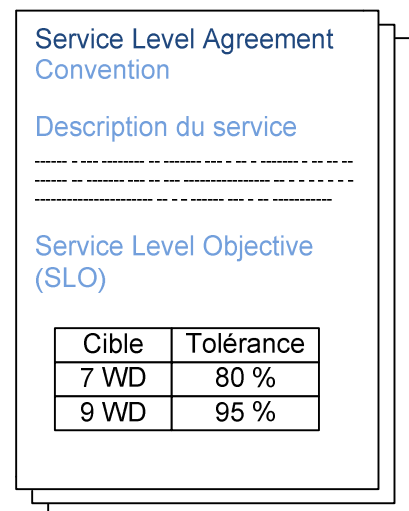 Service Level Agreement
Convention
Description du service
Service Level Objective
(SLO)
Cible Tolérance
7 WD 80 %
9 WD 95 %